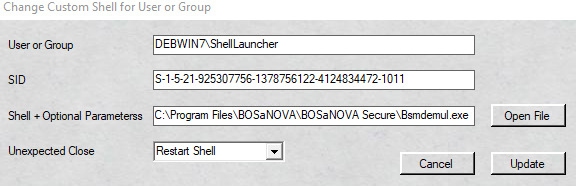 Change Custom Shell for User or Group
User or Group
DEBWIN7\ShellLauncher
SID
S-1-5-21-925307756-1378756122-4124834472-1011
Shell + Optional Parameterss
C:\Program Files\BOSaNOVA\BOSaNOVA Secure\Bsmdemul.exe
Open File
Unexpected Close
Restart Shell
Cancel
Update